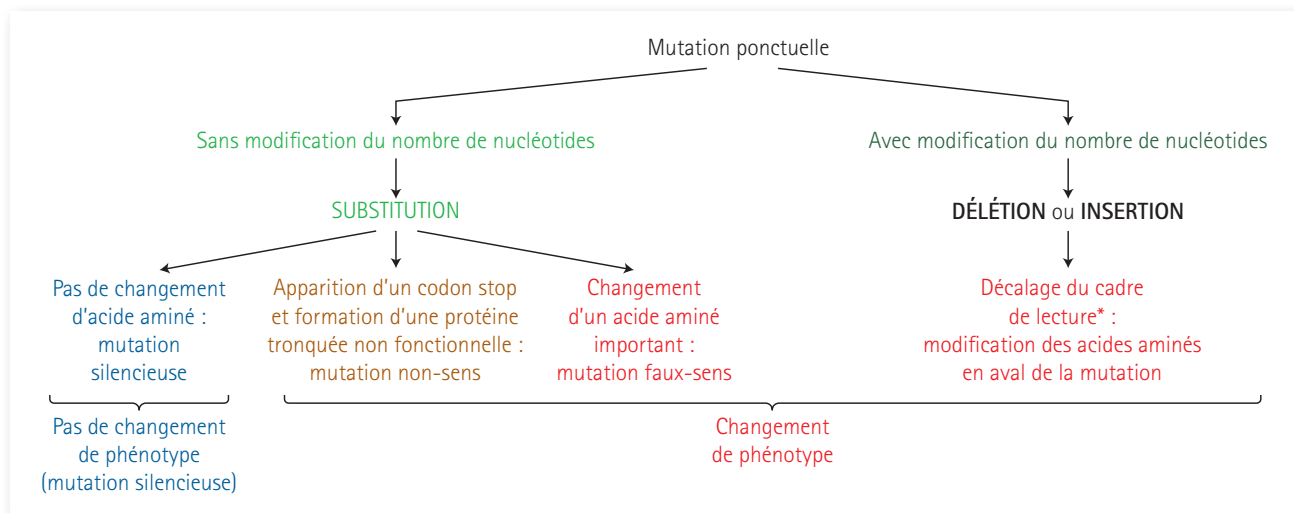 Mutation ponctuelle
Sans modification du nombre de nucléotides
Avec modification du nombre de nucléotides
SUBSTITUTION
DÉLÉTION ou INSERTION
Pas de changement
d'acide aminé :
mutation
silencieuse
Apparition d'un codon stop
et formation d'une protéine
tronquée non fonctionnelle :
mutation non-sens
Changement
d'un acide aminé
important :
mutation faux-sens
Décalage du cadre
de lecture* :
modification des acides aminés
en aval de la mutation
Pas de changement
de phénotype
(mutation silencieuse)
Changement
de phénotype